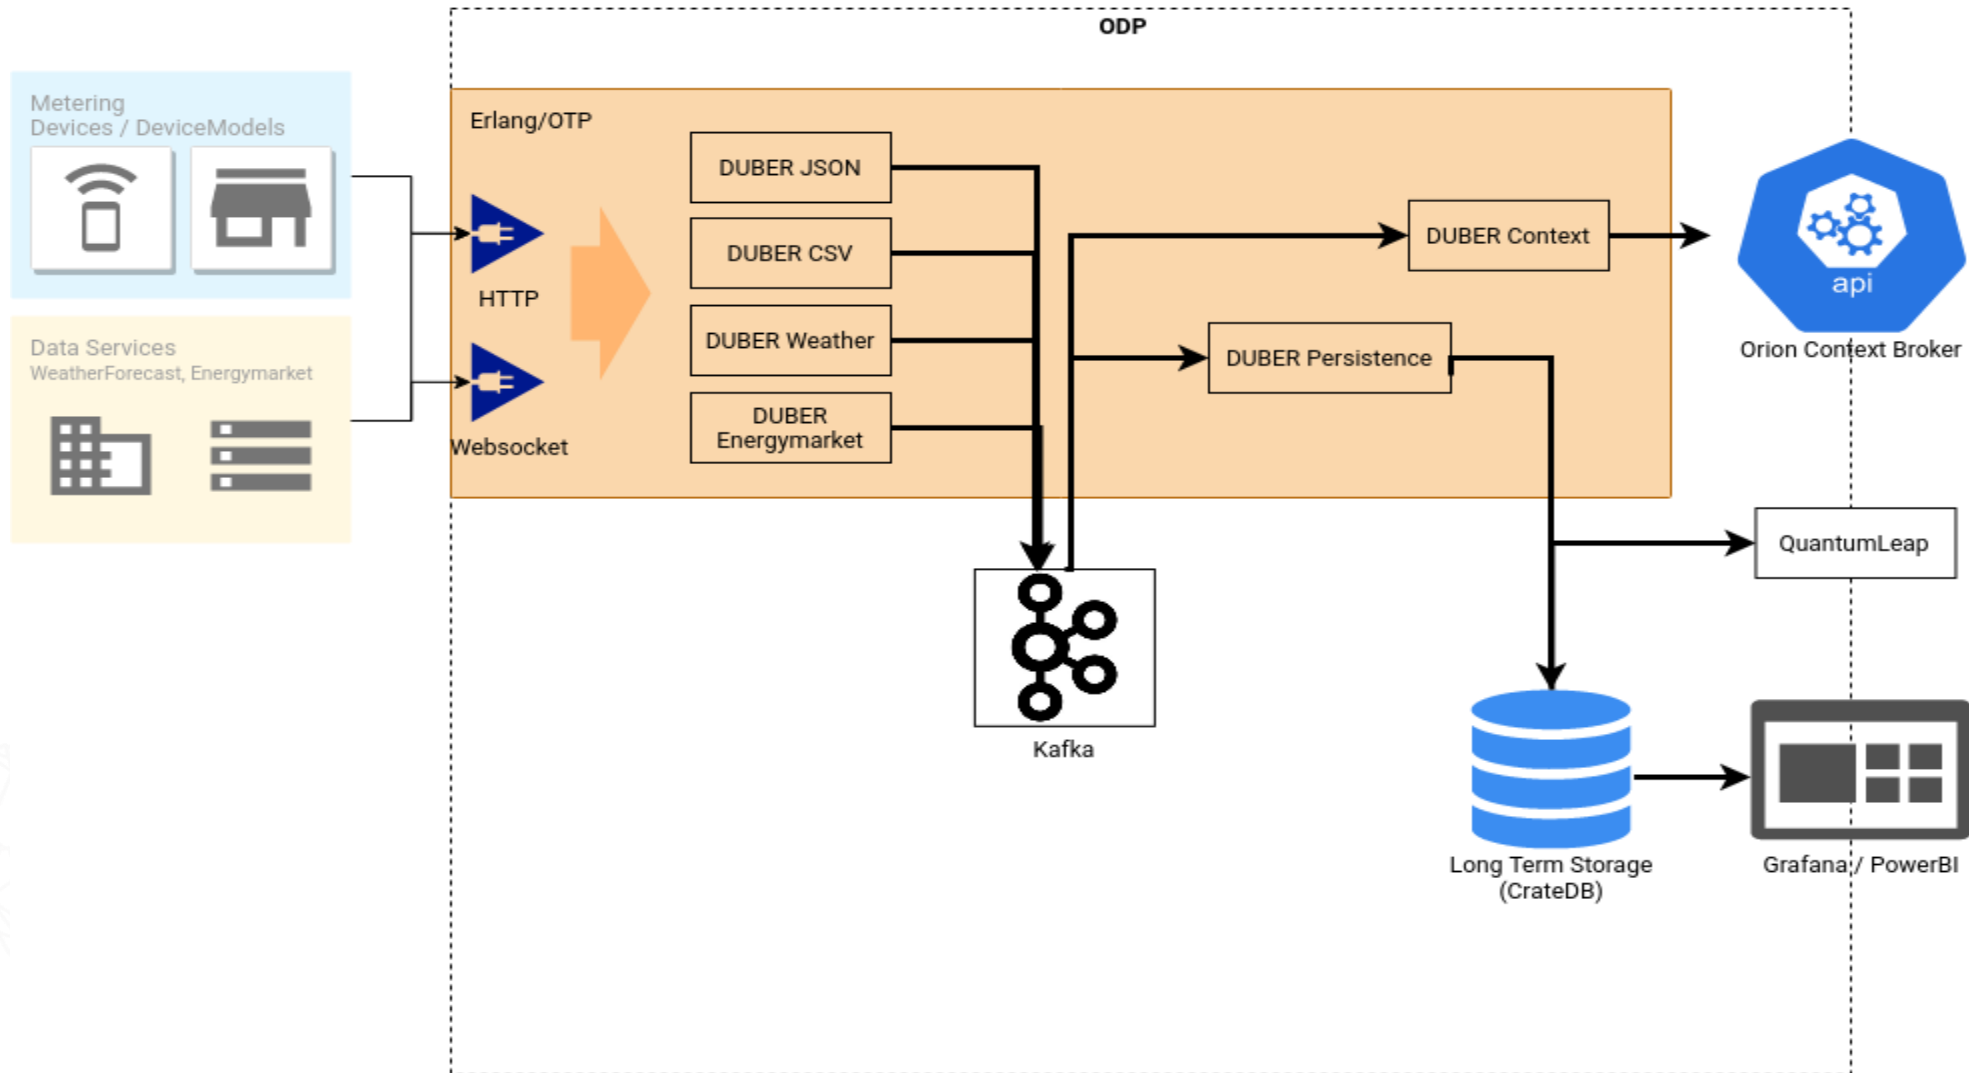 ODP
Metering
Devices / DeviceModels
Data Services
WeatherForecast, Energymarket
Erlang/OTP
HTTP
Websocket
DUBER JSON
DUBER CSV
DUBER Weather
DUBER
Energymarket
DUBER Context
DUBER Persistence
api
Orion Context Broker
QuantumLeap
Kafka
Long Term Storage
(CrateDB)
Grafana / PowerBI